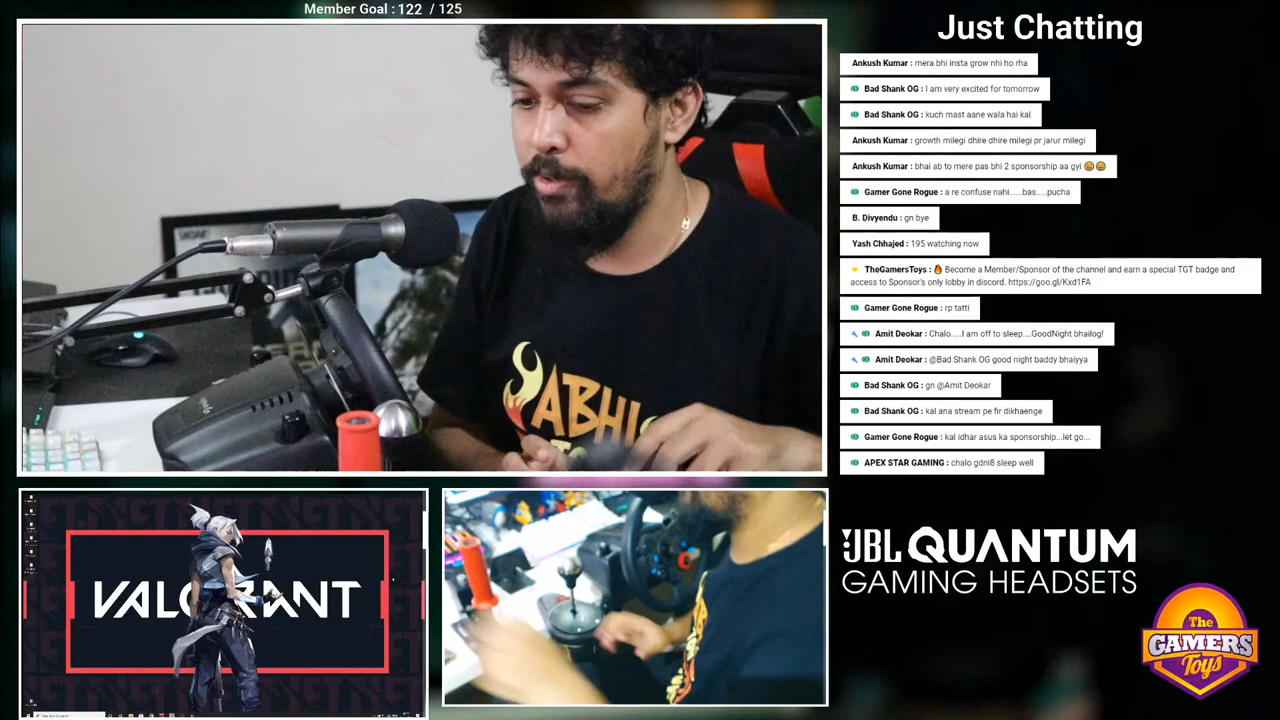 Member Goal : 122 / 125
Just Chatting
Ankush Kumar : mera bhi insta grow nhi ho rha
Bad Shank OG : I am very excited for tomorrow
Bad Shank OG : kuch mast aane wala hai kal
Ankush Kumar : growth milegi dhire dhire milegi pr jarur milegi
Ankush Kumar : bhai ab to mere pas bhi 2 sponsorship aa gyi 😄😄
Gamer Gone Rogue : a re confuse nahi......bas.....pucha
B. Divyendu : gn bye
Yash Chhajed : 195 watching now
TheGamersToys : 🔥 Become a Member/Sponsor of the channel and earn a special TGT badge and
access to Sponsor's only lobby in discord. https://goo.gl/Kxd1FA
Gamer Gone Rogue : rp tatti
Amit Deokar : Chalo.....I am off to sleep....GoodNight bhailog!
Amit Deokar : @Bad Shank OG good night baddy bhaiyya
Bad Shank OG : gn @Amit Deokar
Bad Shank OG : kal ana stream pe fir dikhaenge
Gamer Gone Rogue : kal idhar asus ka sponsorship...let go...
APEX STAR GAMING : chalo gdni8 sleep well
ABHI
VALORANT
JBL QUANTUM
GAMING HEADSETS
The
GAMERS
Toys